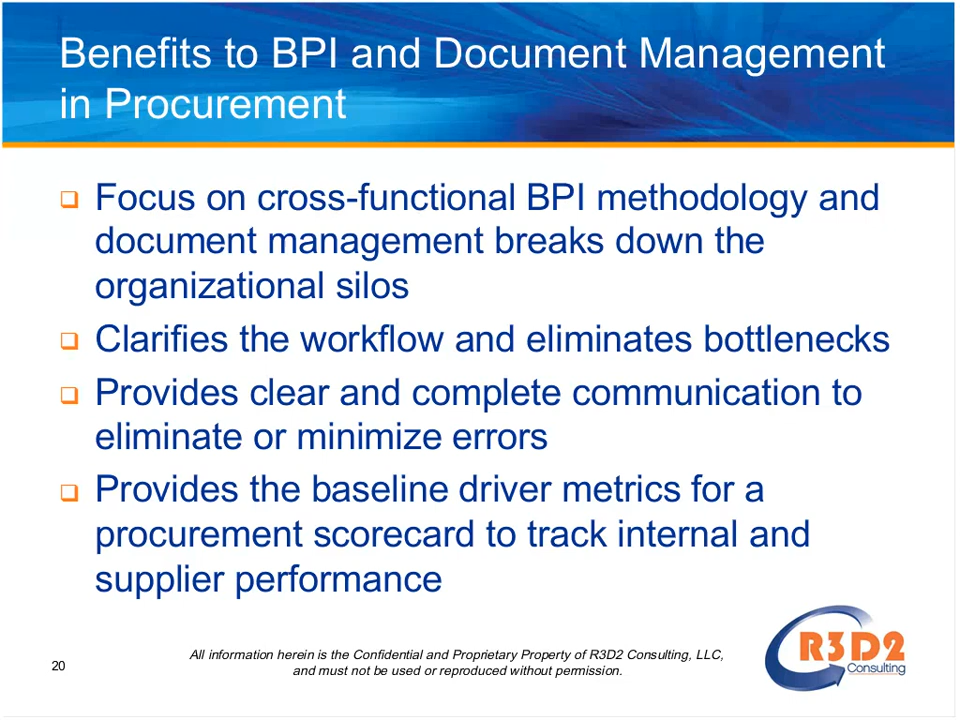 Benefits to BPI and Document Management
in Procurement
Focus on cross-functional BPI methodology and
document management breaks down the
organizational silos
Clarifies the workflow and eliminates bottlenecks
Provides clear and complete communication to
eliminate or minimize errors
Provides the baseline driver metrics for a
procurement scorecard to track internal and
supplier performance
20
All information herein is the Confidential and Proprietary Property of R3D2 Consulting, LLC,
and must not be used or reproduced without permission.
R3D2
Consulting